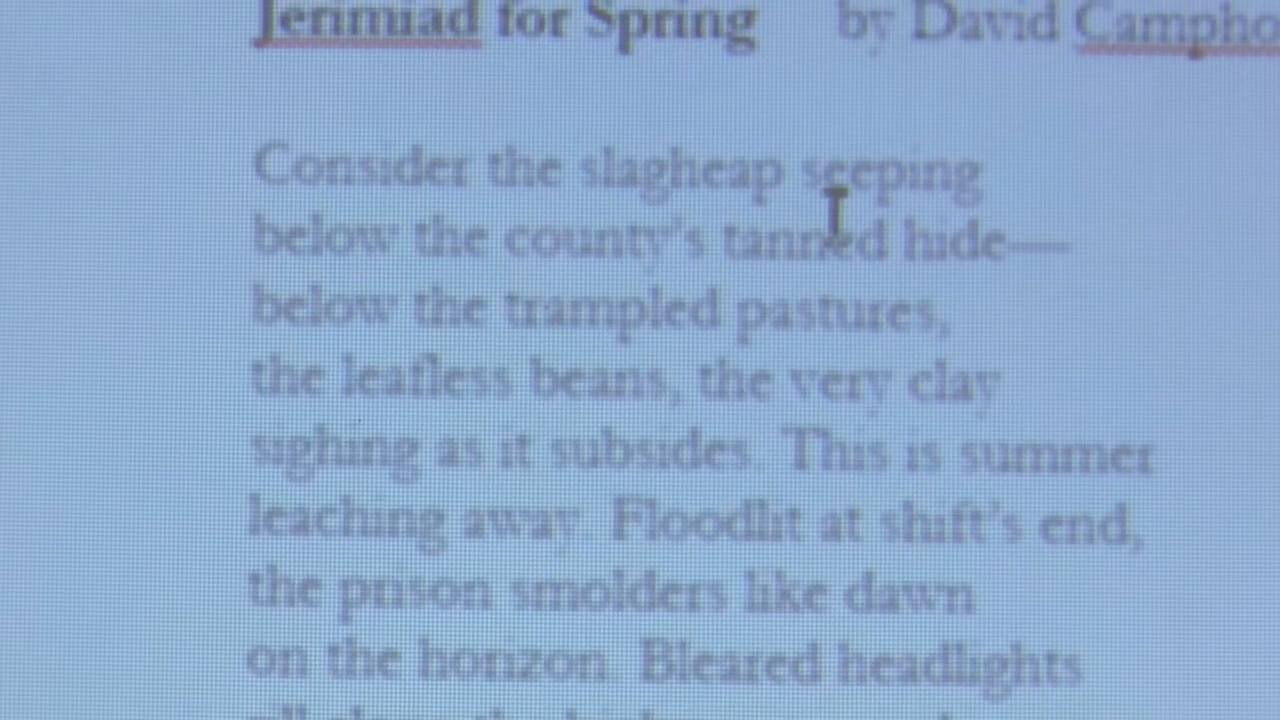 Jerimiad for Spring by David Campho
Consider the slagheap seeping
below the county's tanned hide—
below the trampled pastures,
the leafless beans, the very clay
sighing as it subsides. This is summer
leaching away. Floodlit at shift's end,
the prison smolders like dawn
on the horizon. Bleared headlights